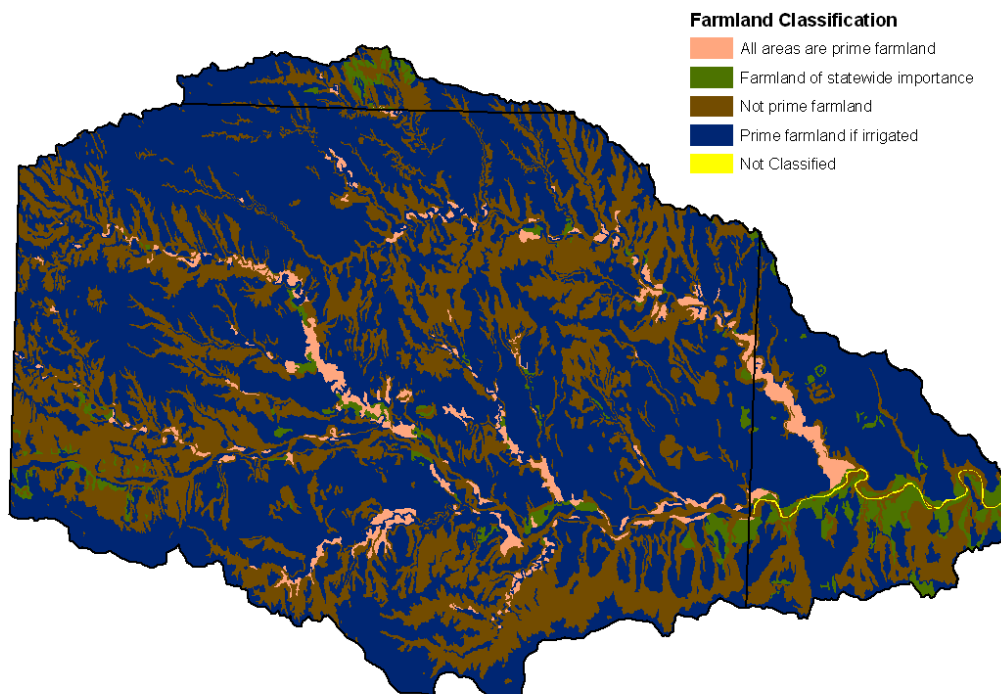 Farmland Classification
All areas are prime farmland
Farmland of statewide importance
Not prime farmland
Prime farmland if irrigated
Not Classified